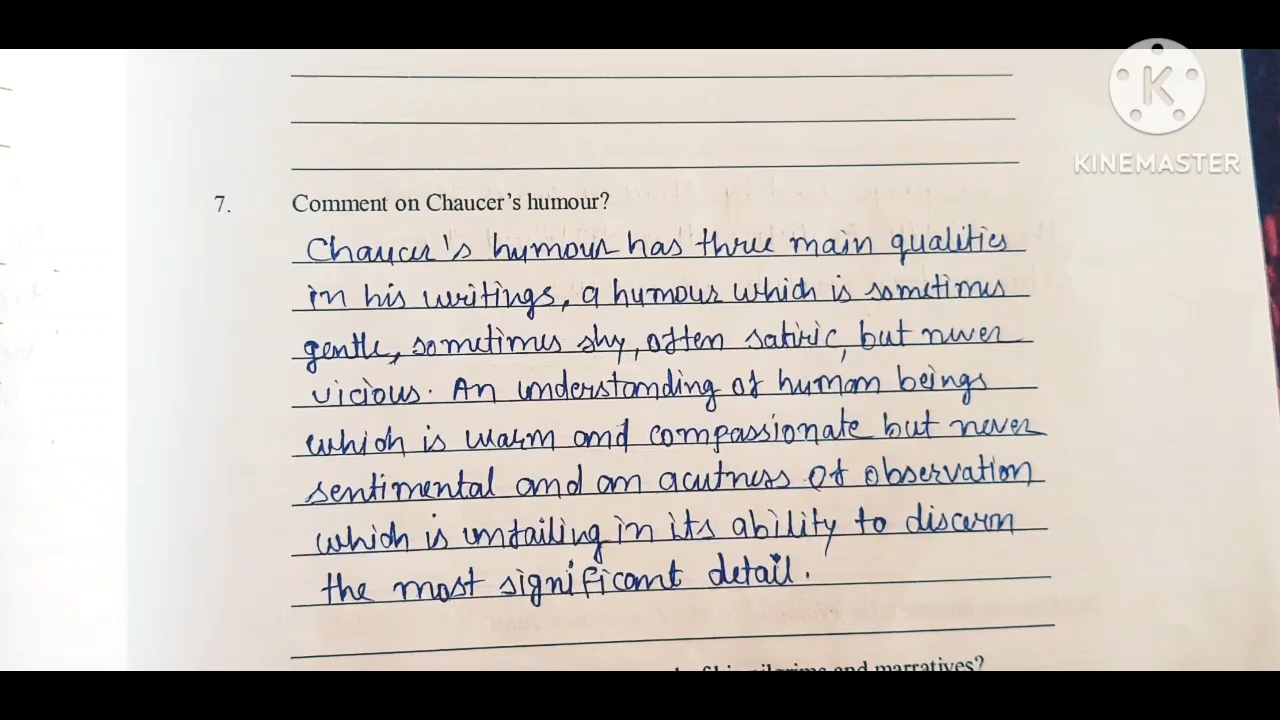 KINEMASTER
7. Comment on Chaucer's humour?
Chaucer's humour has three main qualities
in his writings, a humour which is sometimes
gentle, sometimes shy, often satiric, but never
vicious. An understanding of human beings
which is warm and compassionate but never
sentimental and an acutness of observation
which is unfailing in its ability to discern
the most significant detail.
pilgrims and marratives?